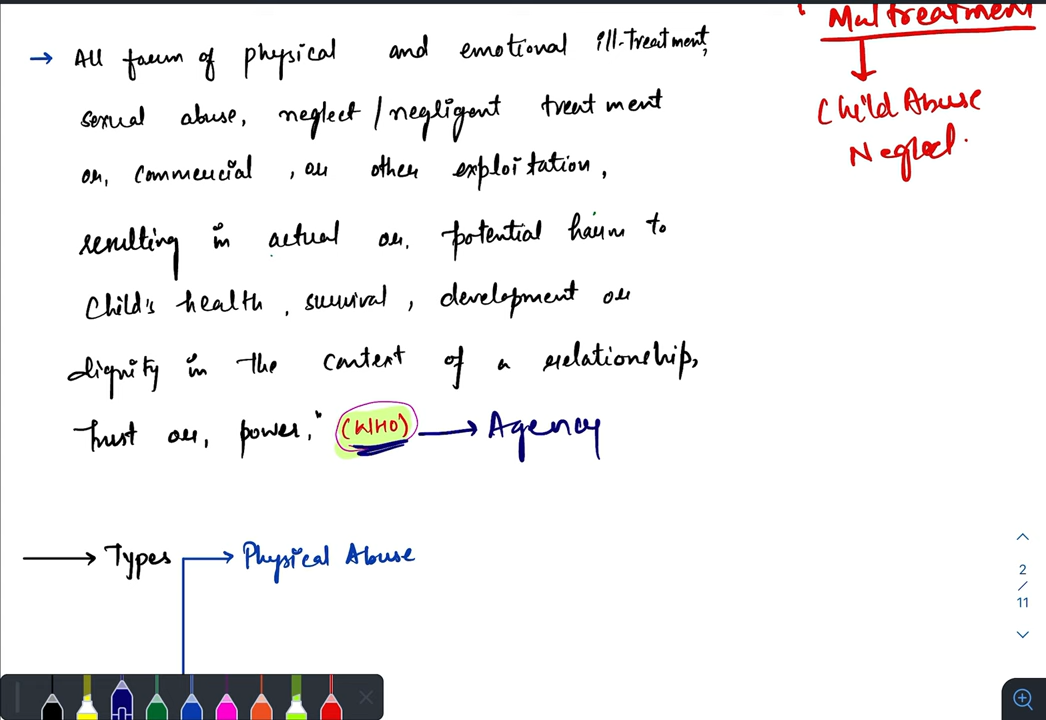 Maltreatment
→ All form of physical and emotional ill-treatment,
sexual abuse, neglect/negligent treatment
or, commercial, or other exploitation,
resulting in actual or, potential harm to
Child's health, survival, development or
dignity in the context of a relationship,
trust or, power," (WHO) → Agency
Child Abuse
Neglect.
→ Types → Physical Abuse
2
/
11